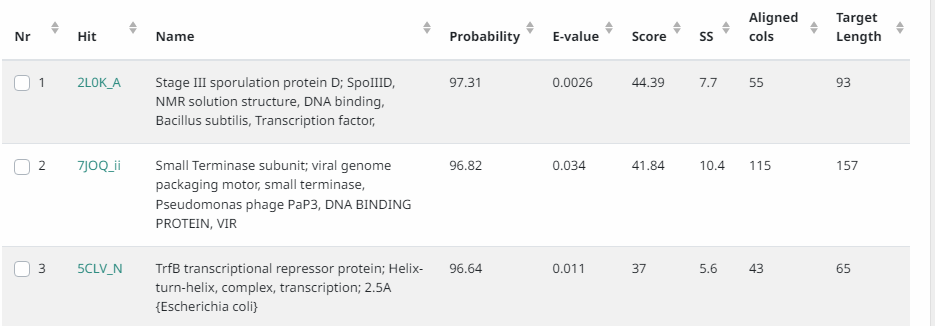 Nr Hit Name Probability E-value Score SS Aligned cols Target Length
1 2L0K_A Stage III sporulation protein D; SpoIIID, 97.31 0.0026 44.39 7.7 55 93
NMR solution structure, DNA binding,
Bacillus subtilis, Transcription factor,
2 7JOQ_ii Small Terminase subunit; viral genome 96.82 0.034 41.84 10.4 115 157
packaging motor, small terminase,
Pseudomonas phage PaP3, DNA BINDING
PROTEIN, VIR
3 5CLV_N TrfB transcriptional repressor protein; Helix- 96.64 0.011 37 5.6 43 65
turn-helix, complex, transcription; 2.5A
{Escherichia coli}